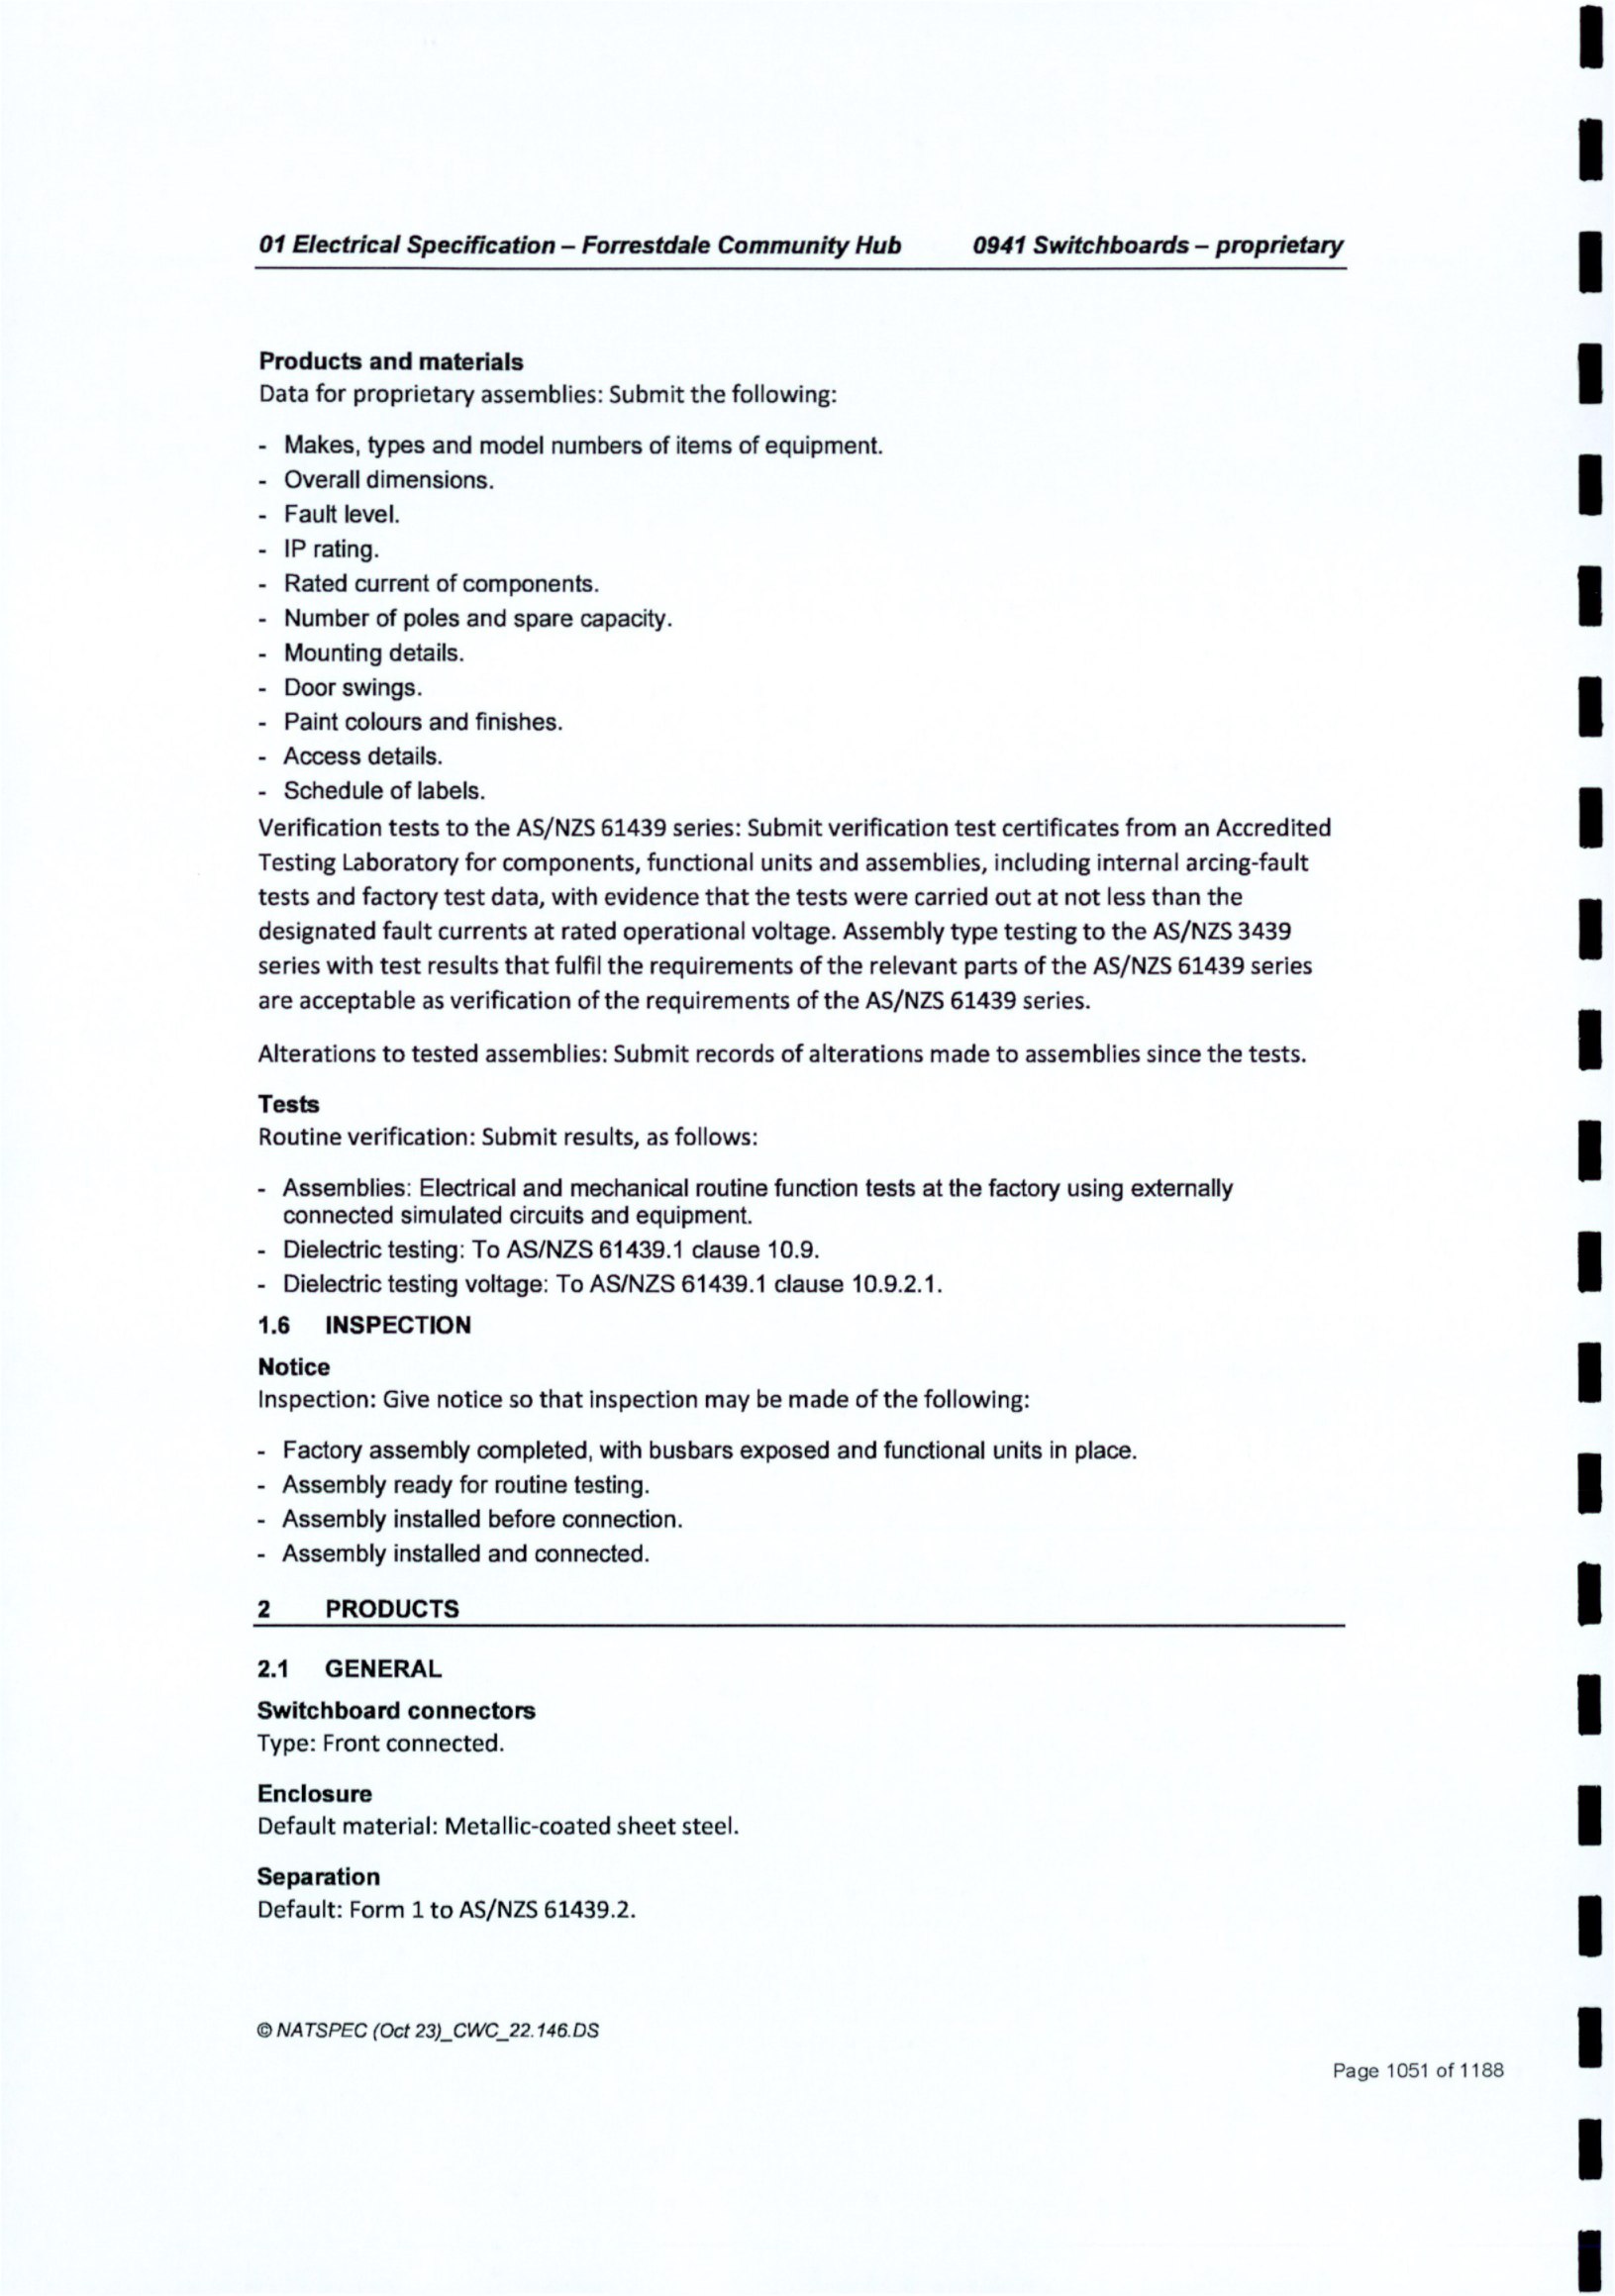 01 Electrical Specification – Forrestdale Community Hub 0941 Switchboards – proprietary
Products and materials
Data for proprietary assemblies: Submit the following:
- Makes, types and model numbers of items of equipment.
- Overall dimensions.
- Fault level.
- IP rating.
- Rated current of components.
- Number of poles and spare capacity.
- Mounting details.
- Door swings.
- Paint colours and finishes.
- Access details.
- Schedule of labels.
Verification tests to the AS/NZS 61439 series: Submit verification test certificates from an Accredited
Testing Laboratory for components, functional units and assemblies, including internal arcing-fault
tests and factory test data, with evidence that the tests were carried out at not less than the
designated fault currents at rated operational voltage. Assembly type testing to the AS/NZS 3439
series with test results that fulfil the requirements of the relevant parts of the AS/NZS 61439 series
are acceptable as verification of the requirements of the AS/NZS 61439 series.
Alterations to tested assemblies: Submit records of alterations made to assemblies since the tests.
Tests
Routine verification: Submit results, as follows:
- Assemblies: Electrical and mechanical routine function tests at the factory using externally
connected simulated circuits and equipment.
- Dielectric testing: To AS/NZS 61439.1 clause 10.9.
- Dielectric testing voltage: To AS/NZS 61439.1 clause 10.9.2.1.
1.6 INSPECTION
Notice
Inspection: Give notice so that inspection may be made of the following:
- Factory assembly completed, with busbars exposed and functional units in place.
- Assembly ready for routine testing.
- Assembly installed before connection.
- Assembly installed and connected.
2 PRODUCTS
2.1 GENERAL
Switchboard connectors
Type: Front connected.
Enclosure
Default material: Metallic-coated sheet steel.
Separation
Default: Form 1 to AS/NZS 61439.2.
© NATSPEC (Oct 23)_CWC_22.146.DS
Page 1051 of 1188